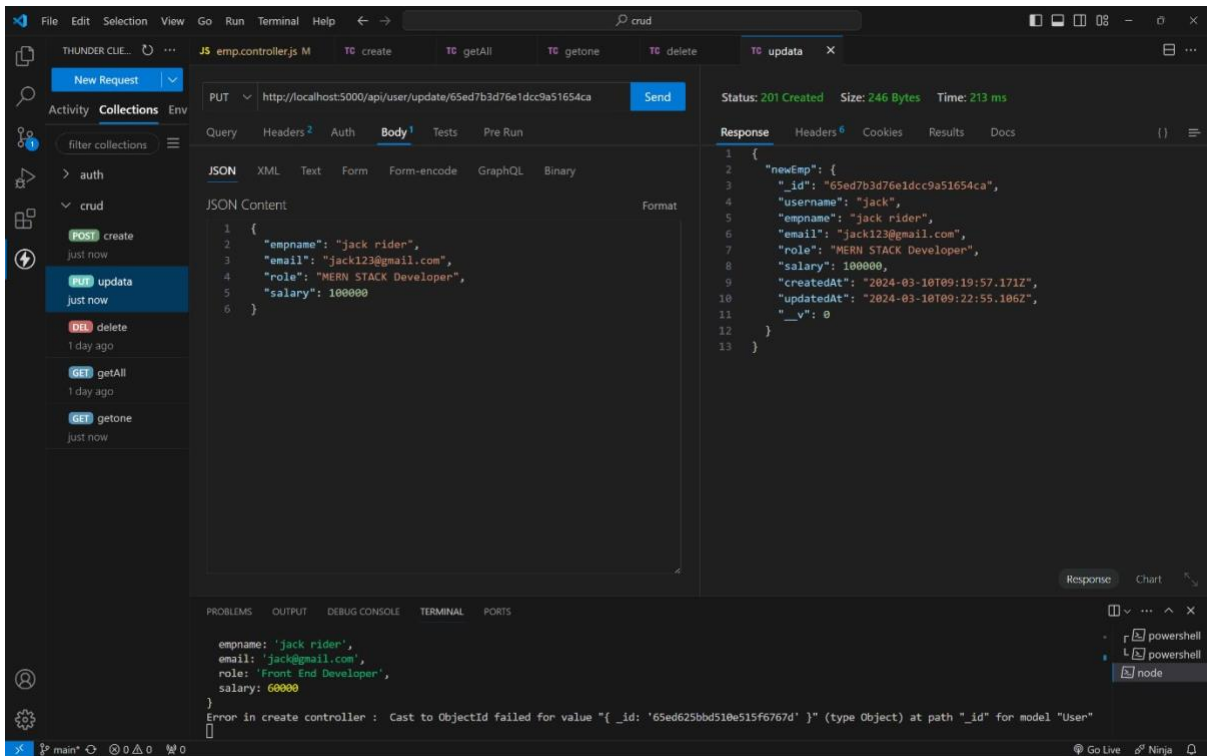 File Edit Selection View Go Run Terminal Help crud
THUNDER CLIE... JS emp.controller.js M TC create TC getAll TC getone TC delete TC updata
New Request
Activity Collections Env
filter collections
auth
crud
POST create
just now
PUT updata
just now
DEL delete
1 day ago
GET getAll
1 day ago
GET getone
just now
PUT http://localhost:5000/api/user/update/65ed7b3d76e1dcc9a51654ca Send
Query Headers 2 Auth Body 1 Tests Pre Run
JSON XML Text Form Form-encode GraphQL Binary
JSON Content Format
1 {
2 "empname": "jack rider",
3 "email": "jack123@gmail.com",
4 "role": "MERN STACK Developer",
5 "salary": 100000
6 }
Status: 201 Created Size: 246 Bytes Time: 213 ms
Response Headers 6 Cookies Results Docs {}
1 {
2 "newEmp": {
3 "_id": "65ed7b3d76e1dcc9a51654ca",
4 "username": "jack",
5 "empname": "jack rider",
6 "email": "jack123@gmail.com",
7 "role": "MERN STACK Developer",
8 "salary": 100000,
9 "createdAt": "2024-03-10T09:19:57.171Z",
10 "updatedAt": "2024-03-10T09:22:55.106Z",
11 "__v": 0
12 }
13 }
Response Chart
PROBLEMS OUTPUT DEBUG CONSOLE TERMINAL PORTS
empname: 'jack rider',
email: 'jack@gmail.com',
role: 'Front End Developer',
salary: 60000
}
Error in create controller : Cast to ObjectId failed for value "{ _id: '65ed625bbd510e515f6767d' }" (type Object) at path "_id" for model "User"
powershell
powershell
node
main* 0 0 0 Go Live Ninja